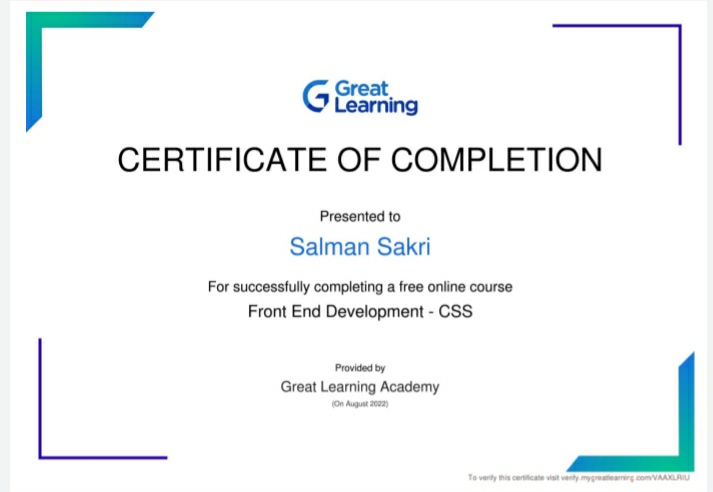 Great
Learning
CERTIFICATE OF COMPLETION
Presented to
Salman Sakri
For successfully completing a free online course
Front End Development - CSS
Provided by
Great Learning Academy
(On August 2022)
To verify this certificate visit verify.mygreatlearning.com/VAAXLRIU